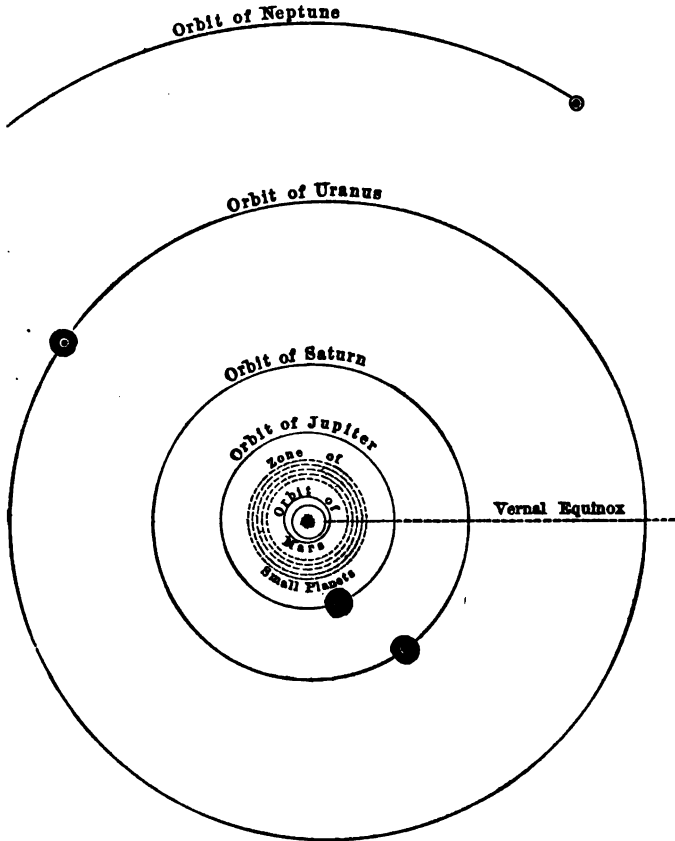 Orbit of Neptune
Orbit of Uranus
Orbit of Saturn
Orbit of Jupiter
Zone of
Orbit of
Mars
Small Planets
Vernal Equinox